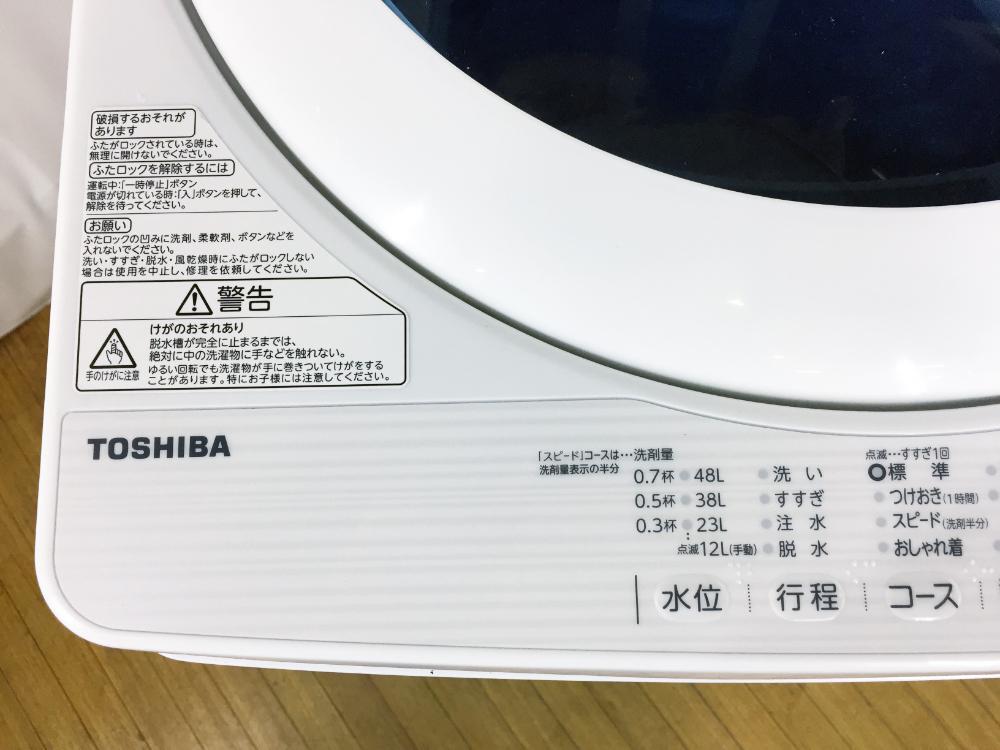 破損するおそれが
あります
ふたがロックされている時は、
無理に開けないでください。
ふたロックを解除するには
運転中:「一時停止」ボタン
電源が切れている時:「入」ボタンを押して、
解除を待ってください。
お願い
ふたロックの凹みに洗剤、柔軟剤、ボタンなどを
入れないでください。
洗い・すすぎ・脱水・風乾燥時にふたがロックしない
場合は使用を中止し、修理を依頼してください。
警告
けがのおそれあり
脱水槽が完全に止まるまでは、
絶対に中の洗濯物に手などを触れない。
ゆるい回転でも洗濯物が手に巻きついてけがをする
ことがあります。特にお子様には注意してください。
手のけがに注意
TOSHIBA
「スピード」コースは…洗剤量
洗剤量表示の半分
0.7杯 48L
0.5杯 38L
0.3杯 23L
点滅12L(手動)
水位
洗い
すすぎ
注水
脱水
行程
点滅…すすぎ1回
標準
つけおき(1時間)
スピード(洗剤半分)
おしゃれ着
コース